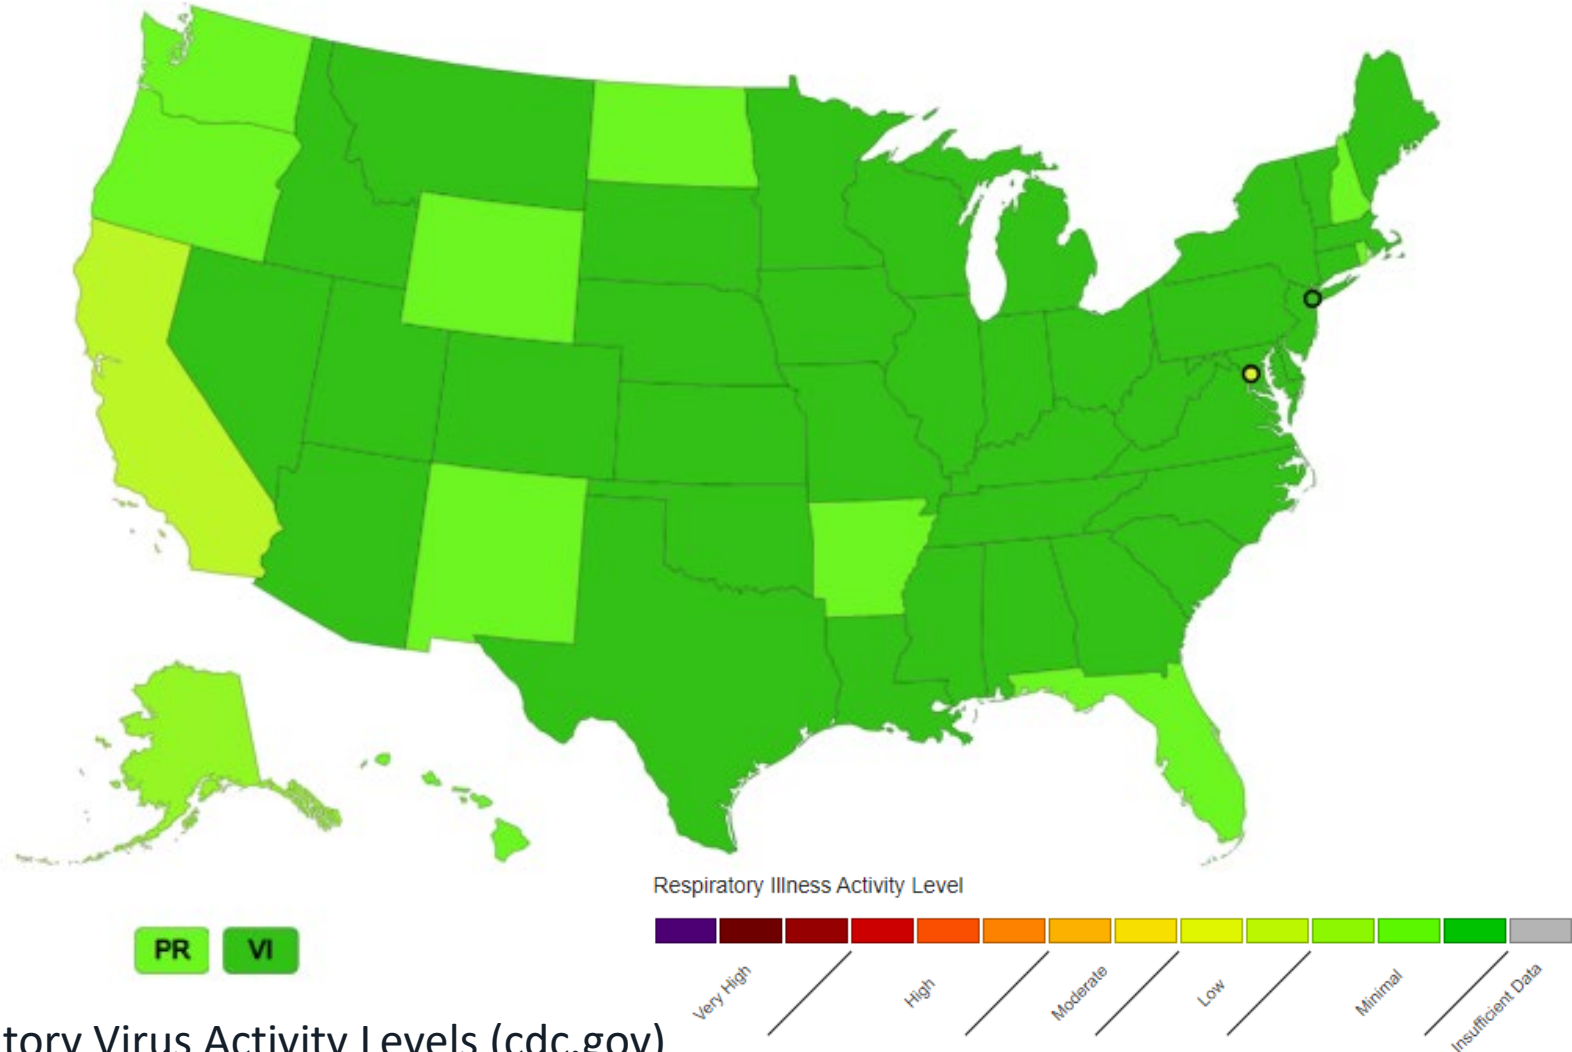 PR VI
Respiratory Illness Activity Level
Very High
High
Moderate
Low
Minimal
Insufficient Data
tory Virus Activity Levels (cdc.gov)